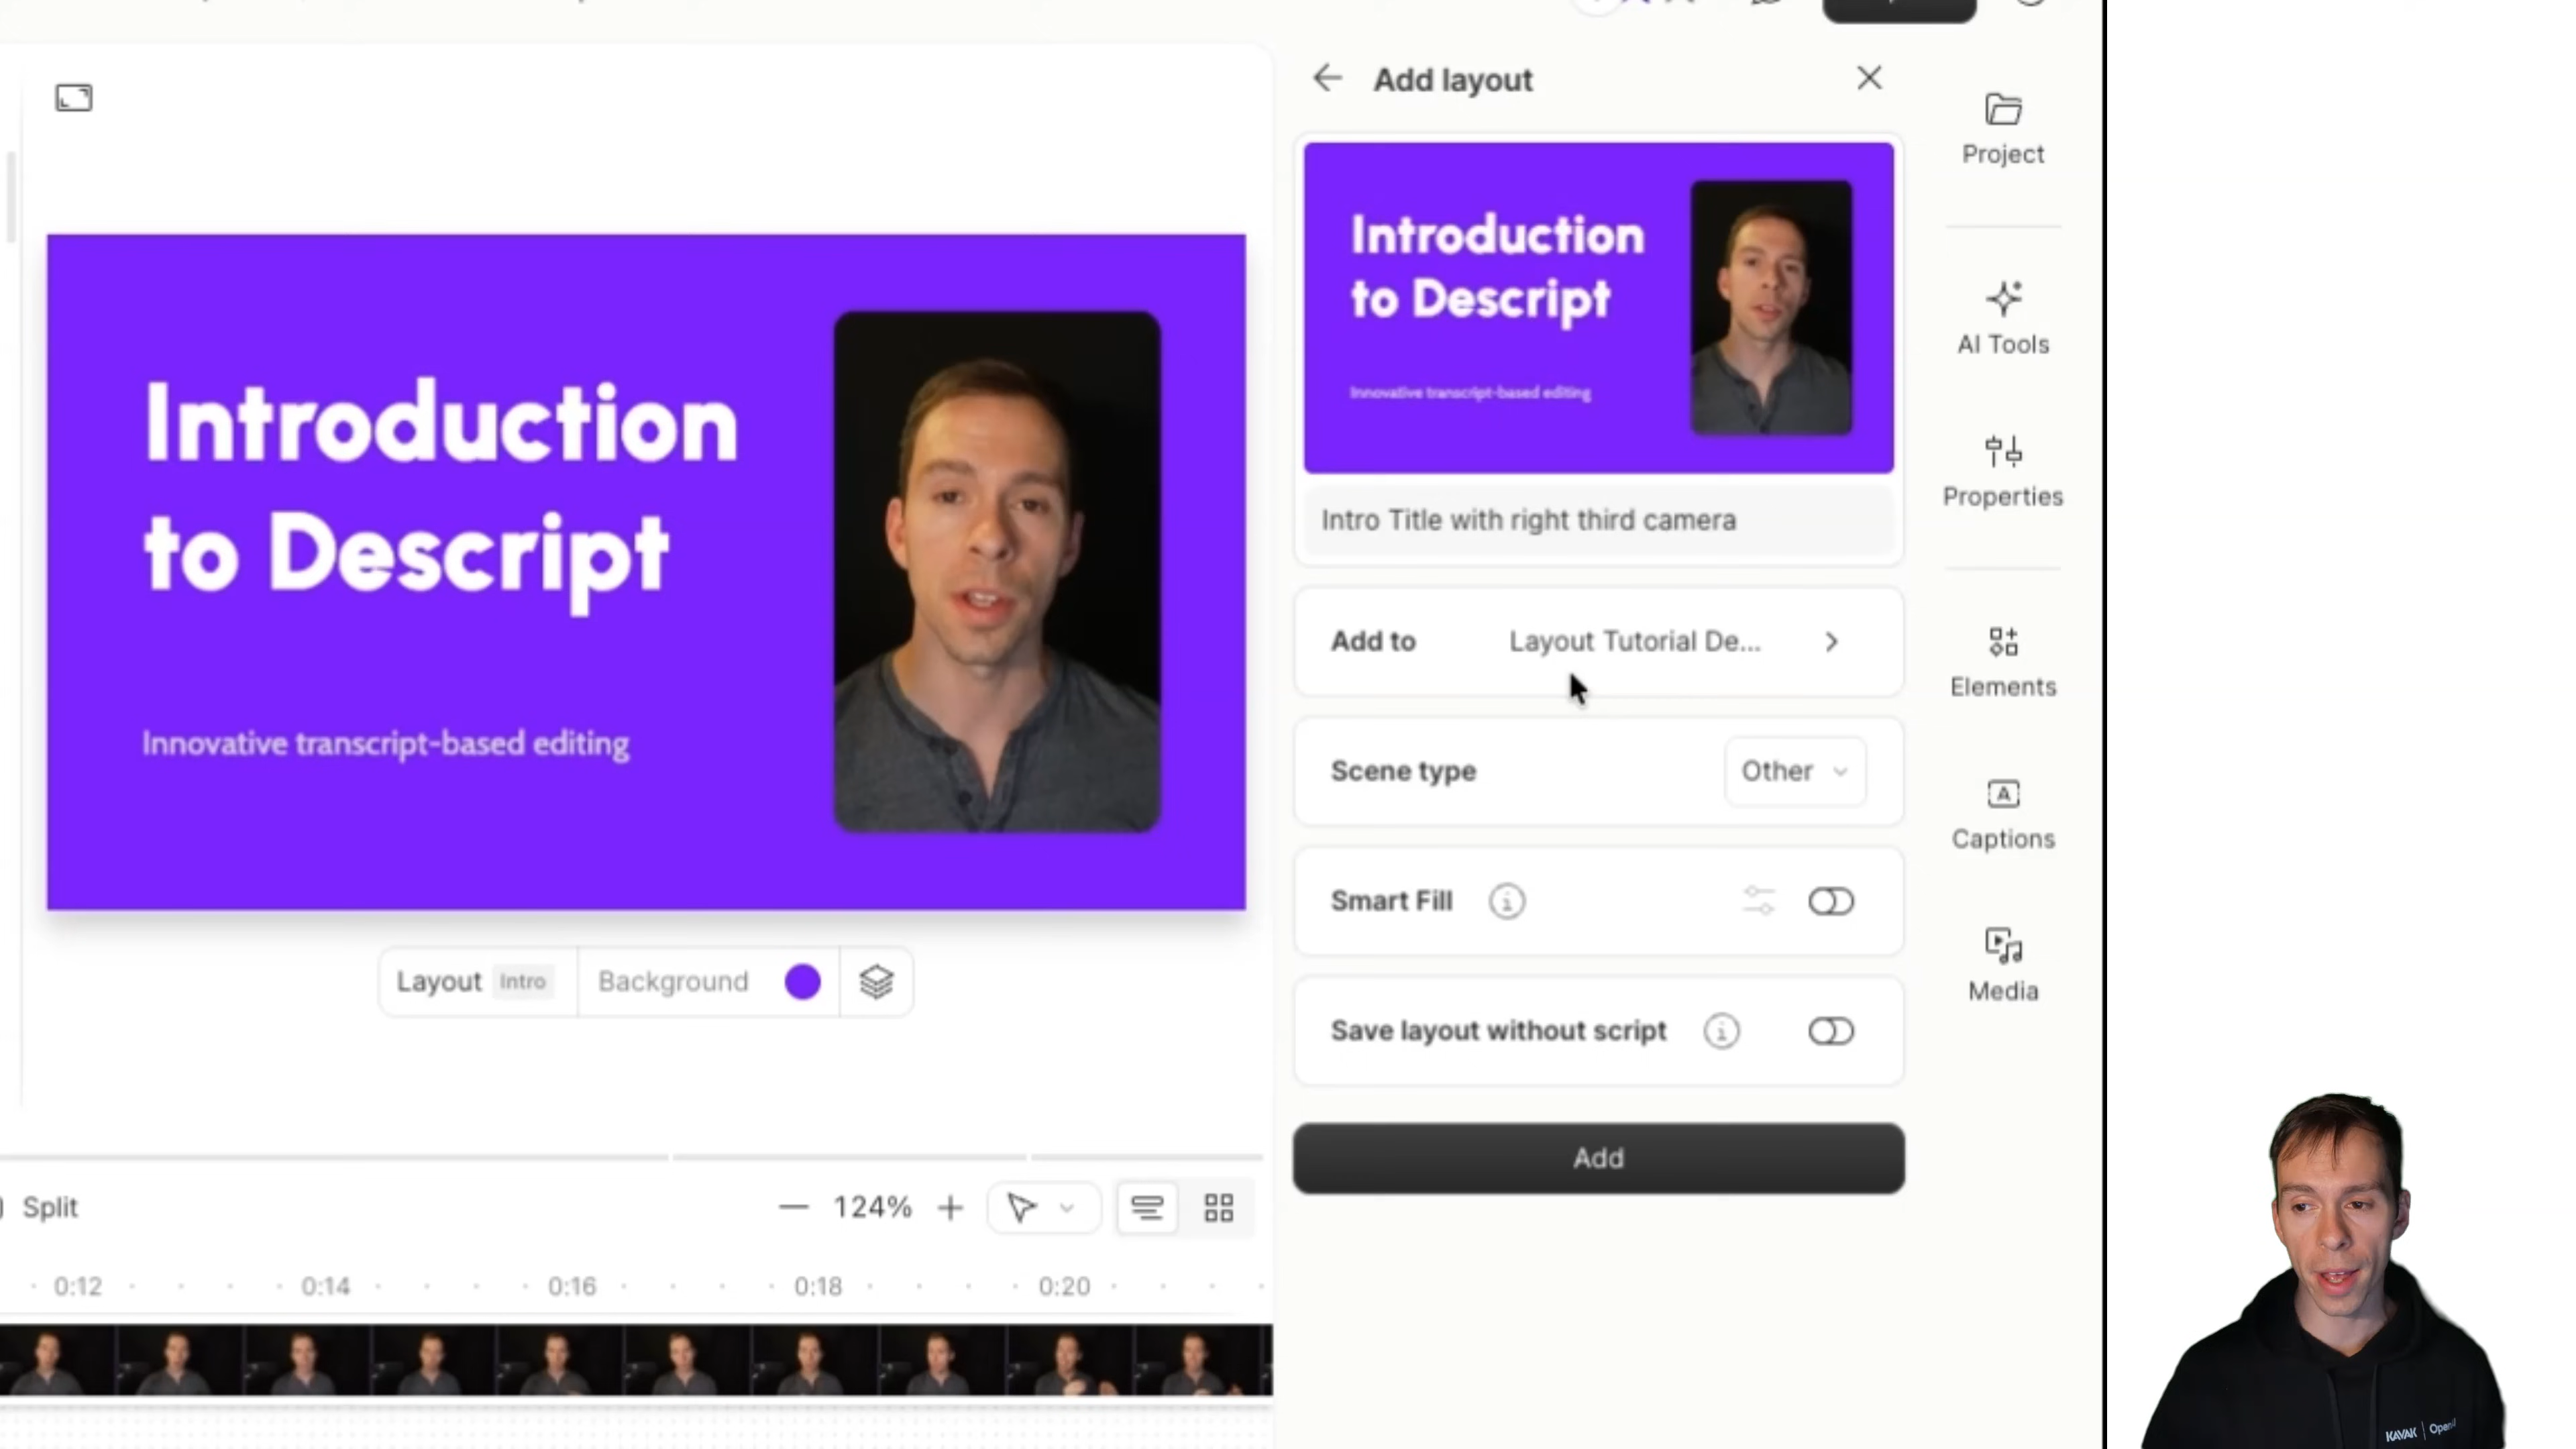 Add layout
Introduction
to Descript
Innovative transcript-based editing
Intro Title with right third camera
Add to
Layout Tutorial De...
Scene type
Other
Smart Fill
Save layout without script
Add
Introduction
to Descript
Innovative transcript-based editing
Layout
Intro
Background
Split
124%
0:12
0:14
0:16
0:18
0:20
Project
AI Tools
Properties
Elements
Captions
Media
KAYAK